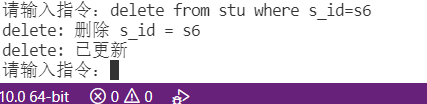 请输入指令：delete from stu where s_id=s6
delete: 删除 s_id = s6
delete: 已更新
请输入指令：
10.0 64-bit 0 0